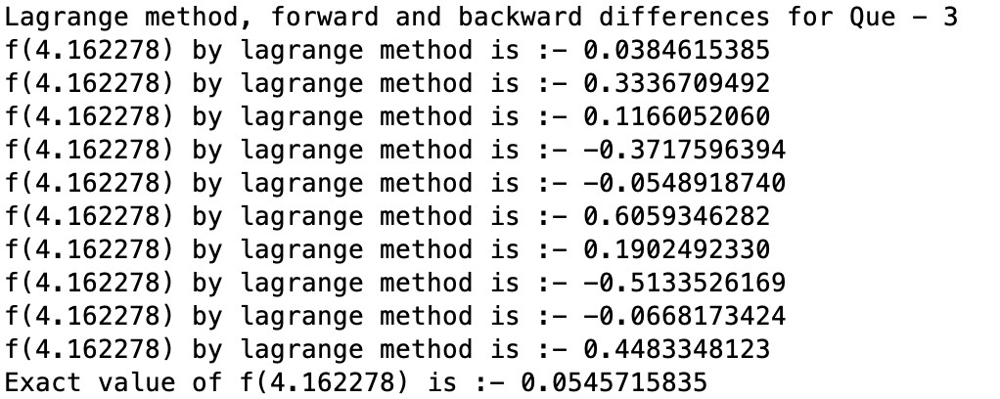 Lagrange method, forward and backward differences for Que - 3
f(4.162278) by lagrange method is :- 0.0384615385
f(4.162278) by lagrange method is :- 0.3336709492
f(4.162278) by lagrange method is :- 0.1166052060
f(4.162278) by lagrange method is :- -0.3717596394
f(4.162278) by lagrange method is :- -0.0548918740
f(4.162278) by lagrange method is :- 0.6059346282
f(4.162278) by lagrange method is :- 0.1902492330
f(4.162278) by lagrange method is :- -0.5133526169
f(4.162278) by lagrange method is :- -0.0668173424
f(4.162278) by lagrange method is :- 0.4483348123
Exact value of f(4.162278) is :- 0.0545715835